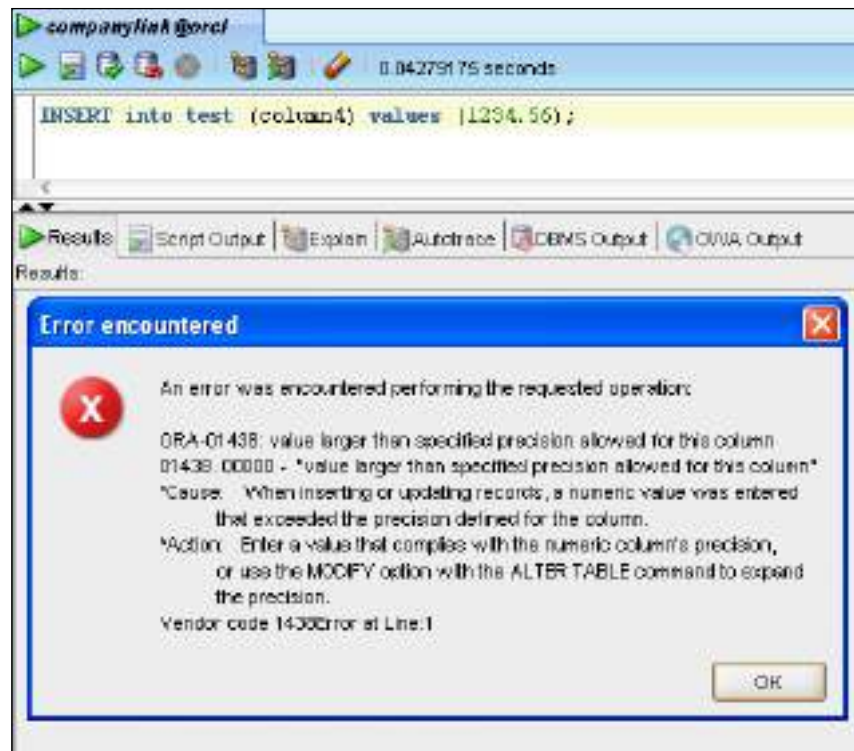 companylink@orcl
0.04279175 seconds
INSERT into test (column4) values (1234.56);
Results Script Output Explain Autotrace DBMS Output OWA Output
Results:
Error encountered
An error was encountered performing the requested operation:
ORA-01438: value larger than specified precision allowed for this column
01438. 00000 - "value larger than specified precision allowed for this column"
*Cause: When inserting or updating records, a numeric value was entered
that exceeded the precision defined for the column.
*Action: Enter a value that complies with the numeric column's precision,
or use the MODIFY option with the ALTER TABLE command to expand
the precision.
Vendor code 1438Error at Line:1
OK